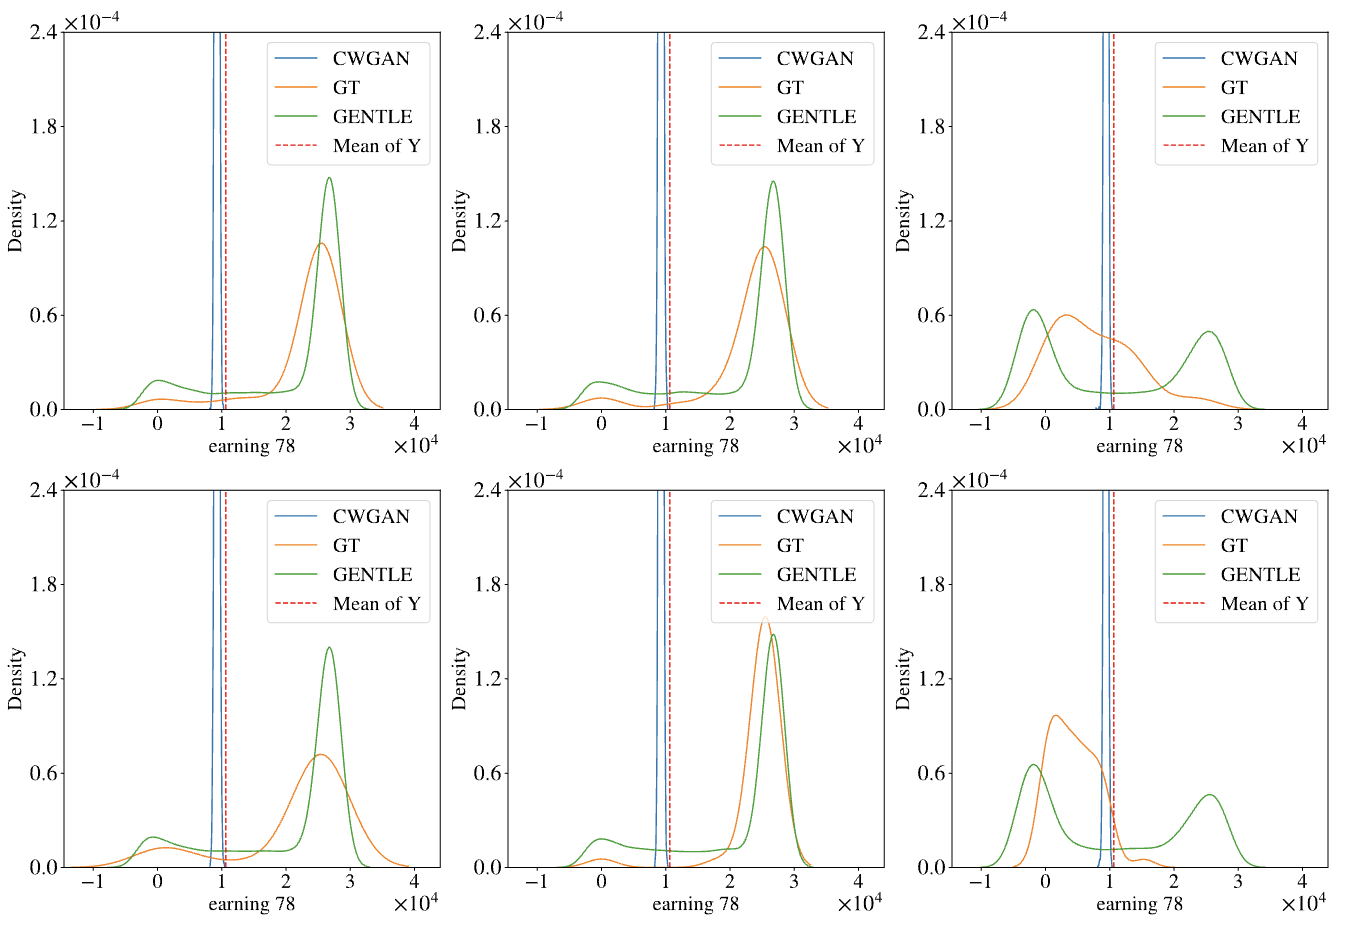 ×10⁻⁴
2.4
1.8
1.2
0.6
0.0
Density
CWGAN
GT
GENTLE
Mean of Y
−1 0 1 2 3 4
earning 78
×10⁴
×10⁻⁴
2.4
1.8
1.2
0.6
0.0
Density
CWGAN
GT
GENTLE
Mean of Y
−1 0 1 2 3 4
earning 78
×10⁴
×10⁻⁴
2.4
1.8
1.2
0.6
0.0
Density
CWGAN
GT
GENTLE
Mean of Y
−1 0 1 2 3 4
earning 78
×10⁴
×10⁻⁴
2.4
1.8
1.2
0.6
0.0
Density
CWGAN
GT
GENTLE
Mean of Y
−1 0 1 2 3 4
earning 78
×10⁴
×10⁻⁴
2.4
1.8
1.2
0.6
0.0
Density
CWGAN
GT
GENTLE
Mean of Y
−1 0 1 2 3 4
earning 78
×10⁴
×10⁻⁴
2.4
1.8
1.2
0.6
0.0
Density
CWGAN
GT
GENTLE
Mean of Y
−1 0 1 2 3 4
earning 78
×10⁴